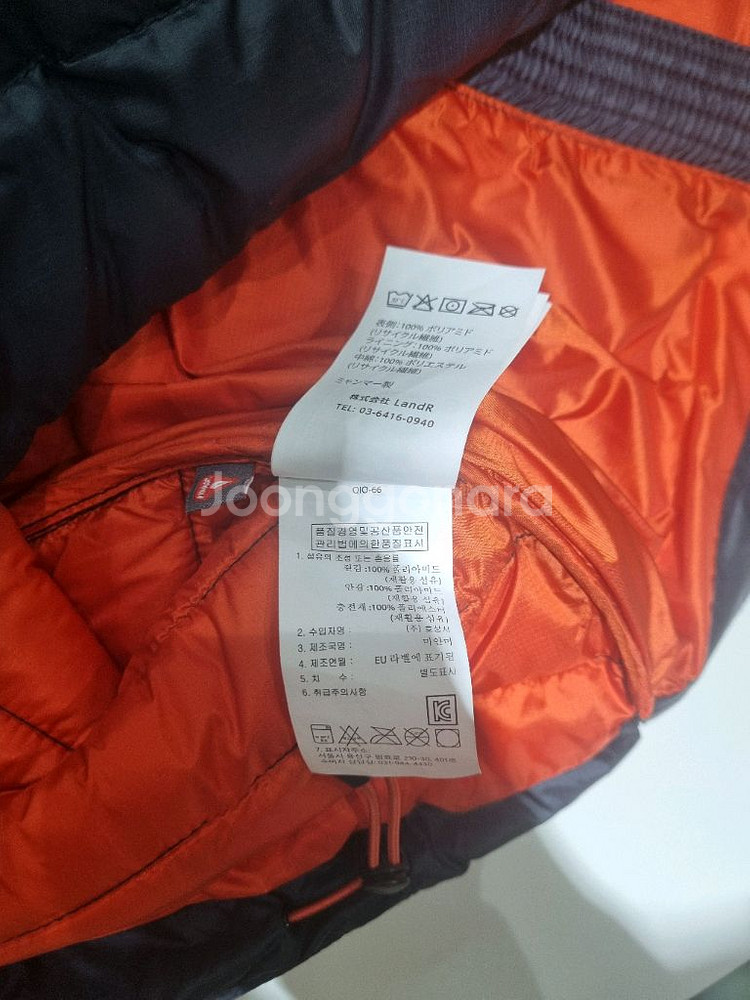 表側:100% ポリアミド
(リサイクル繊維)
ライニング:100% ポリアミド
(リサイクル繊維)
中綿:100% ポリエステル
(リサイクル繊維)
ミャンマー製
株式会社 LandR
TEL: 03-6416-0940
Joonggonara
QIO-66
품질경영및공산품안전
관리법에의한품질표시
1. 섬유의 조성 또는 혼용률
겉감 :100% 폴리아미드
(재활용 섬유)
안감 :100% 폴리아미드
(재활용 섬유)
충전재 :100% 폴리에스터
(재활용 섬유)
2. 수입자명 : (주)
3. 제조국명 : 미얀마
4. 제조연월 : EU 라벨에 표기된
5. 치 수 : 별도표시
6. 취급주의사항
7. 표시자주소: